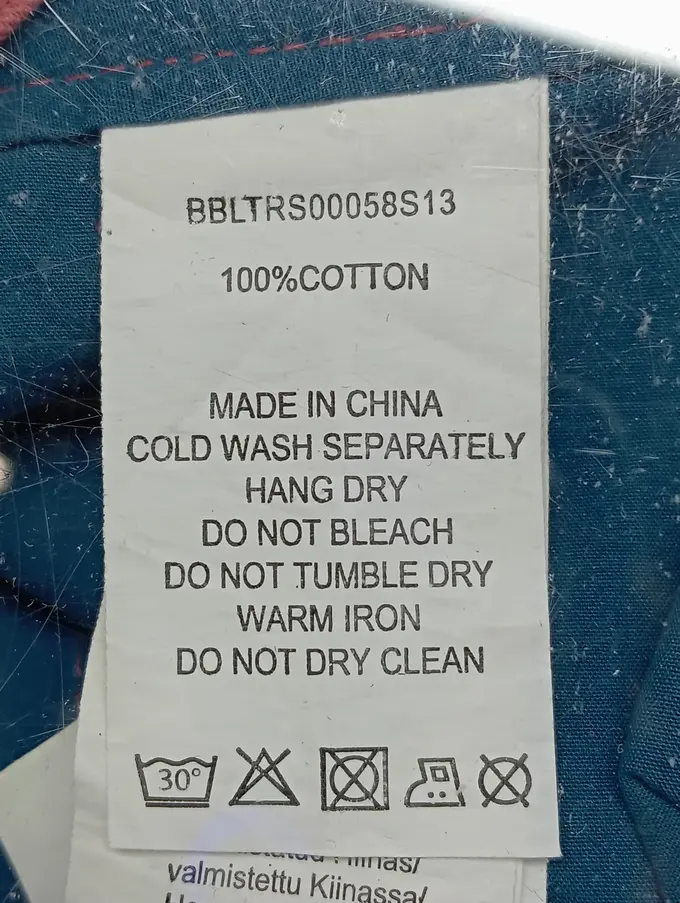 BBLTRS00058S13
100%COTTON
MADE IN CHINA
COLD WASH SEPARATELY
HANG DRY
DO NOT BLEACH
DO NOT TUMBLE DRY
WARM IRON
DO NOT DRY CLEAN
30°
valmistettu Kiinassa/